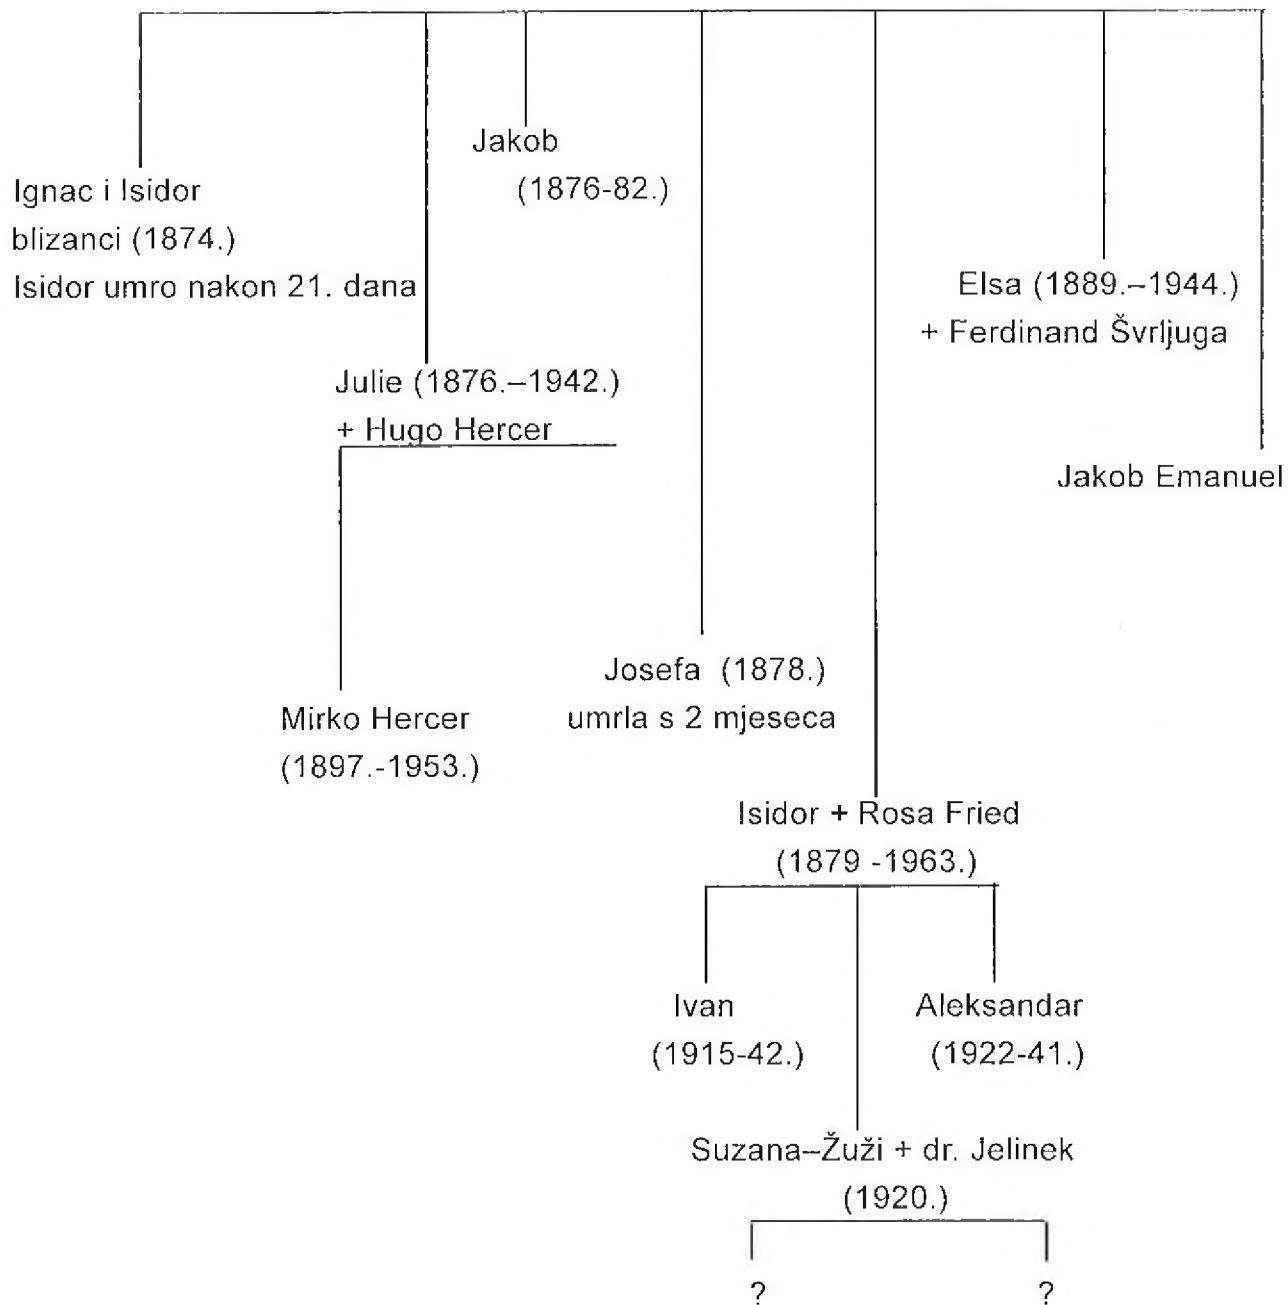 Jakob
(1876-82.)
Ignac i Isidor
blizanci (1874.)
Isidor umro nakon 21. dana
Elsa (1889.–1944.)
+ Ferdinand Švrljuga
Julie (1876.–1942.)
+ Hugo Hercer
Jakob Emanuel
Josefa (1878.)
umrla s 2 mjeseca
Mirko Hercer
(1897.-1953.)
Isidor + Rosa Fried
(1879 -1963.)
Ivan
(1915-42.)
Aleksandar
(1922-41.)
Suzana–Žuži + dr. Jelinek
(1920.)
?
?